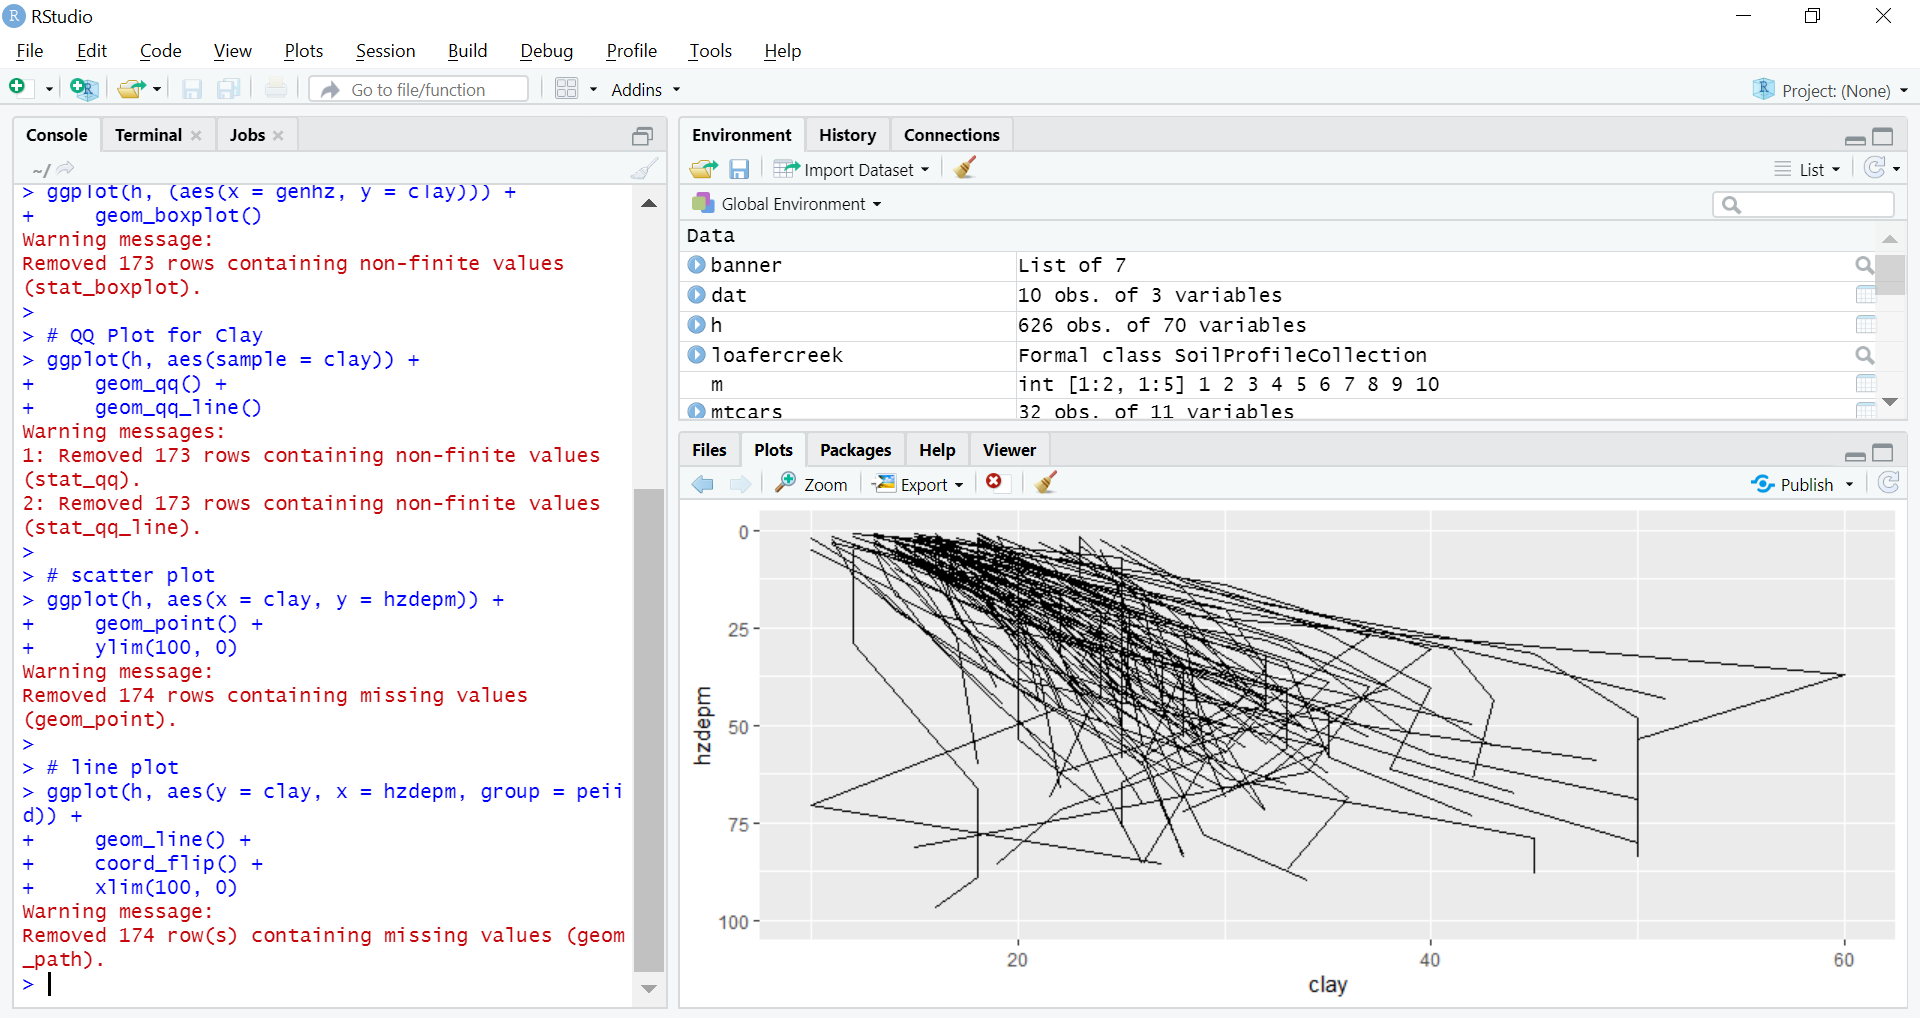 RStudio
File Edit Code View Plots Session Build Debug Profile Tools Help
Go to file/function Addins Project: (None)
Console Terminal Jobs
~/
> ggplot(h, (aes(x = genhz, y = clay))) +
+     geom_boxplot()
Warning message:
Removed 173 rows containing non-finite values
(stat_boxplot).
>
> # QQ Plot for Clay
> ggplot(h, aes(sample = clay)) +
+     geom_qq() +
+     geom_qq_line()
Warning messages:
1: Removed 173 rows containing non-finite values
(stat_qq).
2: Removed 173 rows containing non-finite values
(stat_qq_line).
>
> # scatter plot
> ggplot(h, aes(x = clay, y = hzdepm)) +
+     geom_point() +
+     ylim(100, 0)
Warning message:
Removed 174 rows containing missing values
(geom_point).
>
> # line plot
> ggplot(h, aes(y = clay, x = hzdepm, group = peii
d)) +
+     geom_line() +
+     coord_flip() +
+     xlim(100, 0)
Warning message:
Removed 174 row(s) containing missing values (geom
_path).
>
Environment History Connections
Import Dataset List
Global Environment
Data
banner List of 7
dat 10 obs. of 3 variables
h 626 obs. of 70 variables
loafercreek Formal class SoilProfileCollection
m int [1:2, 1:5] 1 2 3 4 5 6 7 8 9 10
mtcars 32 obs. of 11 variables
Files Plots Packages Help Viewer
Zoom Export Publish
0
25
50
75
100
hzdepm
20 40 60
clay